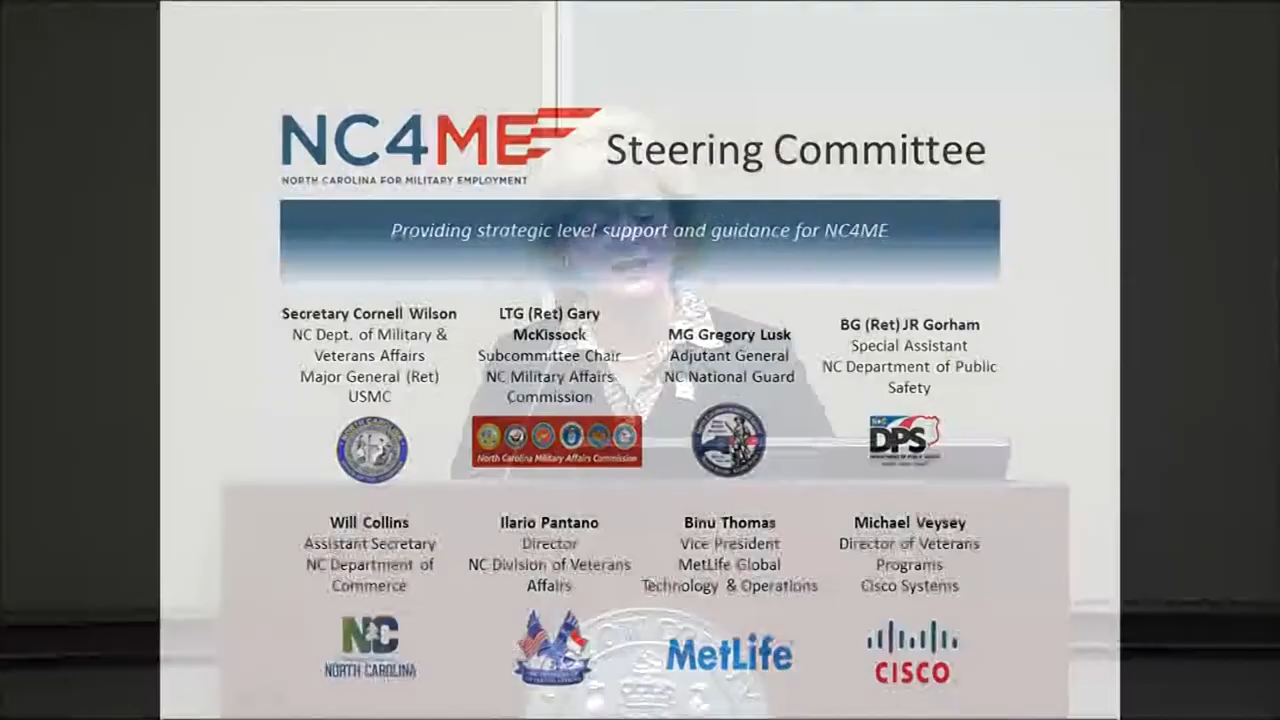 NC4ME
NORTH CAROLINA FOR MILITARY EMPLOYMENT
Steering Committee
Providing strategic level support and guidance for NC4ME
Secretary Cornell Wilson
NC Dept. of Military &
Veterans Affairs
Major General (Ret)
USMC
LTG (Ret) Gary
McKissock
Subcommittee Chair
NC Military Affairs
Commission
North Carolina Military Affairs Commission
MG Gregory Lusk
Adjutant General
NC National Guard
BG (Ret) JR Gorham
Special Assistant
NC Department of Public
Safety
DPS
Will Collins
Assistant Secretary
NC Department of
Commerce
NC
NORTH CAROLINA
Ilario Pantano
Director
NC Division of Veterans
Affairs
Binu Thomas
Vice President
MetLife Global
Technology & Operations
MetLife
Michael Veysey
Director of Veterans
Programs
Cisco Systems
CISCO